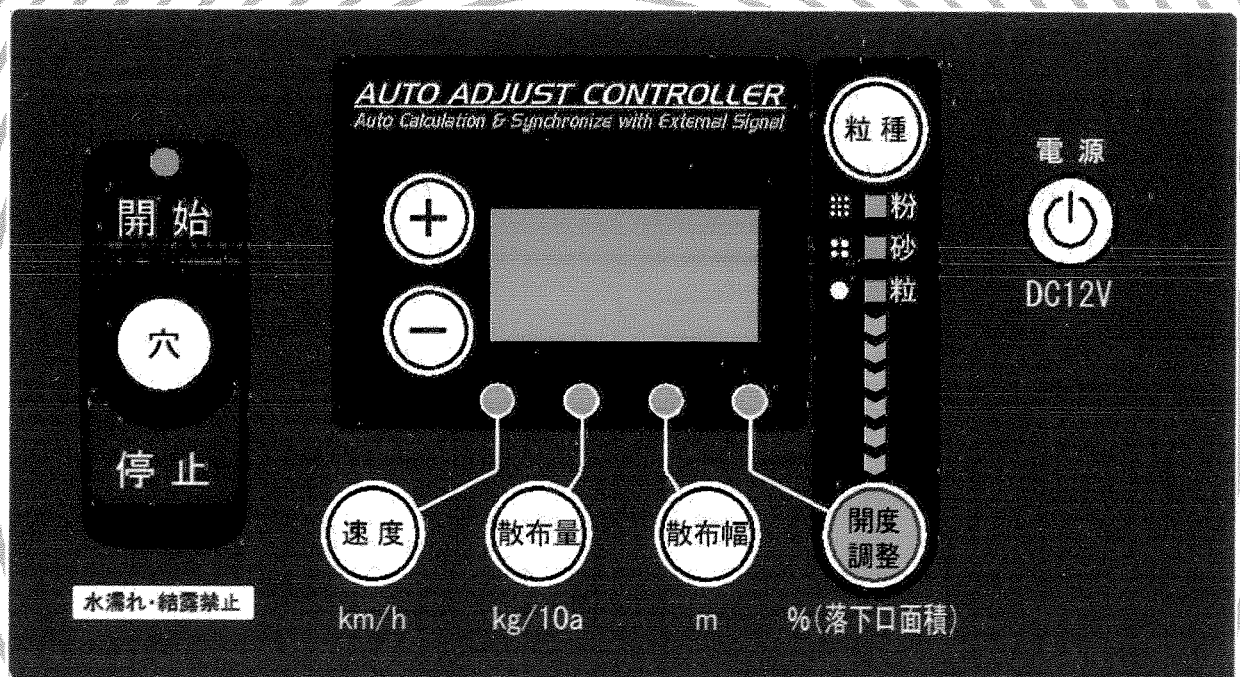 AUTO ADJUST CONTROLLER
Auto Calculation & Synchronize with External Signal
開始
穴
停止
水濡れ・結露禁止
+
−
粒種
粉
砂
粒
電源
DC12V
速度
散布量
散布幅
開度
調整
km/h
kg/10a
m
%(落下口面積)